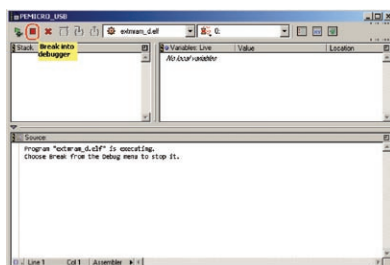 PEMICRO_USB
extmram_d.elf
0:
Stack
Break into
debugger
Variables: Live
Value
Location
No local variables
Source
Program "extmram_d.elf" is executing.
Choose Break from the Debug menu to stop it.
Line 1
Col 1
Assembler